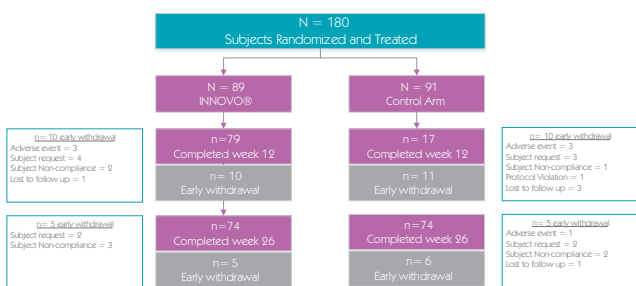 N = 180
Subjects Randomized and Treated
N = 89
INNOVO®
N = 91
Control Arm
n= 10 early withdrawal
Adverse event = 3
Subject request = 4
Subject Non-compliance = 2
Lost to follow up = 1
n=79
Completed week 12
n= 10
Early withdrawal
n = 17
Completed week 12
n= 11
Early withdrawal
n= 10 early withdrawal
Adverse event = 3
Subject request = 3
Subject Non-compliance = 1
Protocol Violation = 1
Lost to follow up = 3
n= 5 early withdrawal
Subject request = 2
Subject Non-compliance = 3
n=74
Completed week 26
n= 5
Early withdrawal
n=74
Completed week 26
n= 6
Early withdrawal
n= 5 early withdrawal
Adverse event = 1
Subject request = 2
Subject Non-compliance = 2
Lost to follow up = 1